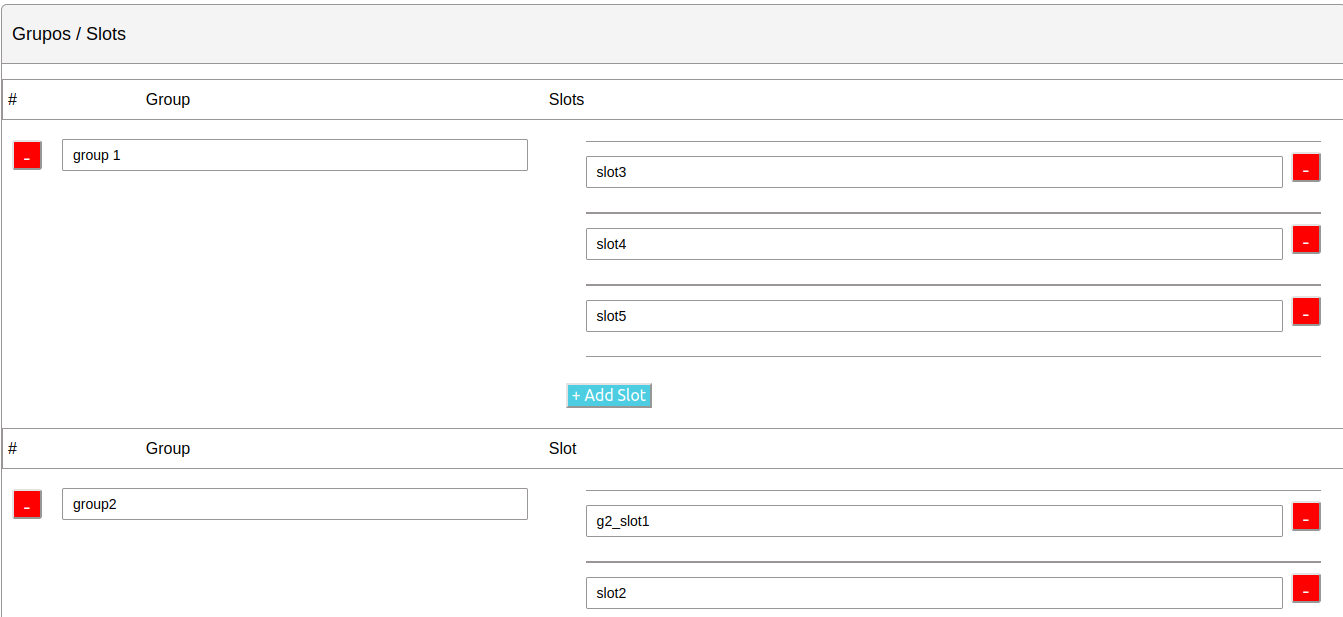 Grupos / Slots
# Group Slots
- group 1
slot3 -
slot4 -
slot5 -
+ Add Slot
# Group Slot
- group2
g2_slot1 -
slot2 -